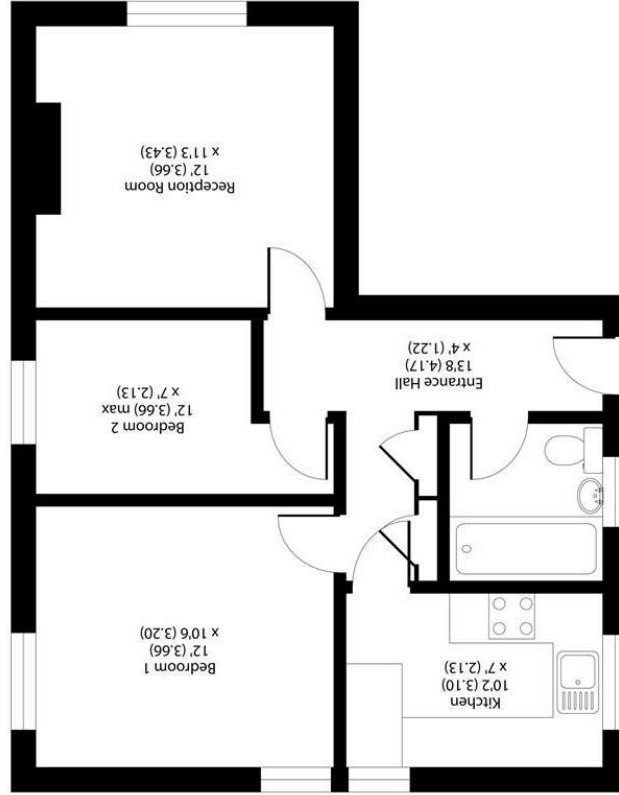 Kitchen
10'2 (3.10)
x 7' (2.13)
Bedroom 1
12' (3.66)
x 10'6 (3.20)
Bedroom 2
12' (3.66) max
x 7' (2.13)
Entrance Hall
13'8 (4.17)
x 4' (1.22)
Reception Room
12' (3.66)
x 11'3 (3.43)